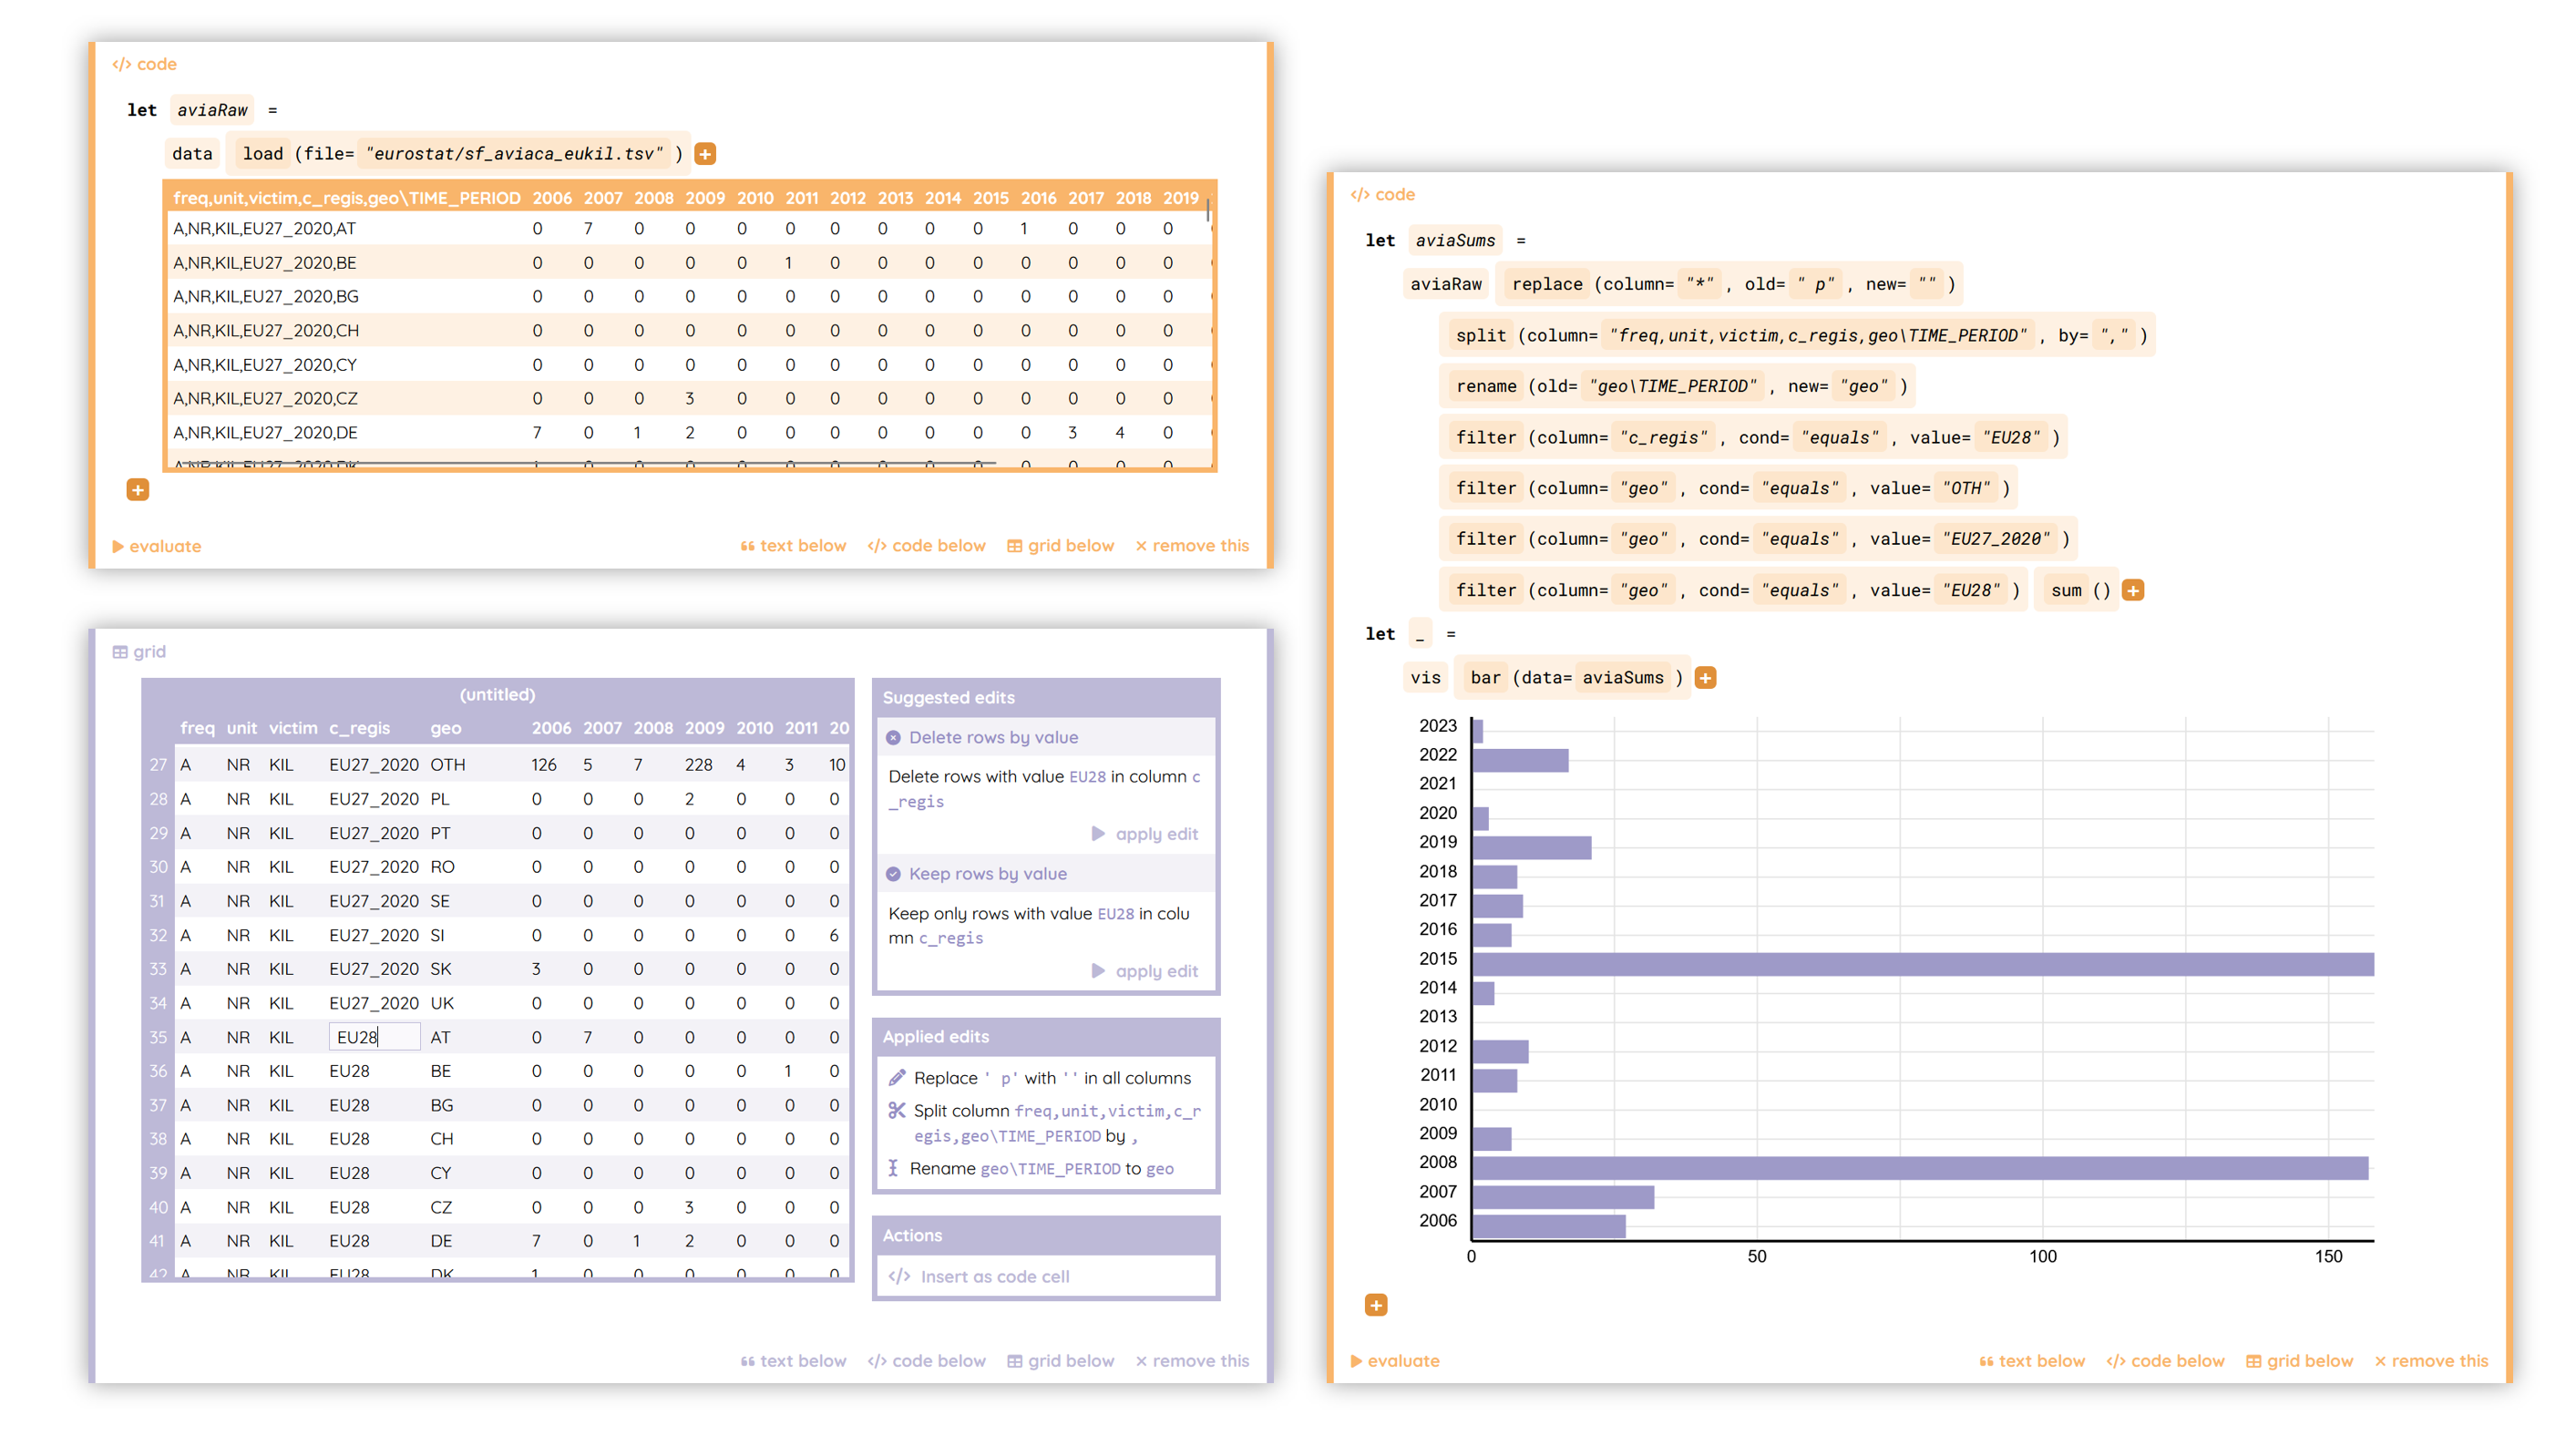 </> code
let aviaRaw =
data load (file= "eurostat/sf_aviaca_eukil.tsv" ) +
freq,unit,victim,c_regis,geo\TIME_PERIOD 2006 2007 2008 2009 2010 2011 2012 2013 2014 2015 2016 2017 2018 2019
A,NR,KIL,EU27_2020,AT 0 7 0 0 0 0 0 0 0 0 1 0 0 0
A,NR,KIL,EU27_2020,BE 0 0 0 0 0 1 0 0 0 0 0 0 0 0
A,NR,KIL,EU27_2020,BG 0 0 0 0 0 0 0 0 0 0 0 0 0 0
A,NR,KIL,EU27_2020,CH 0 0 0 0 0 0 0 0 0 0 0 0 0 0
A,NR,KIL,EU27_2020,CY 0 0 0 0 0 0 0 0 0 0 0 0 0 0
A,NR,KIL,EU27_2020,CZ 0 0 0 3 0 0 0 0 0 0 0 0 0 0
A,NR,KIL,EU27_2020,DE 7 0 1 2 0 0 0 0 0 0 0 3 4 0
A,NR,KIL,EU27_2020,DK 1 0 0 0 0 0 0 0 0 0 0 0 0 0
+
evaluate
text below </> code below grid below × remove this
grid
(untitled)
freq unit victim c_regis geo 2006 2007 2008 2009 2010 2011 20
27 A NR KIL EU27_2020 OTH 126 5 7 228 4 3 10
28 A NR KIL EU27_2020 PL 0 0 0 2 0 0 0
29 A NR KIL EU27_2020 PT 0 0 0 0 0 0 0
30 A NR KIL EU27_2020 RO 0 0 0 0 0 0 0
31 A NR KIL EU27_2020 SE 0 0 0 0 0 0 0
32 A NR KIL EU27_2020 SI 0 0 0 0 0 0 6
33 A NR KIL EU27_2020 SK 3 0 0 0 0 0 0
34 A NR KIL EU27_2020 UK 0 0 0 0 0 0 0
35 A NR KIL EU28 AT 0 7 0 0 0 0 0
36 A NR KIL EU28 BE 0 0 0 0 0 1 0
37 A NR KIL EU28 BG 0 0 0 0 0 0 0
38 A NR KIL EU28 CH 0 0 0 0 0 0 0
39 A NR KIL EU28 CY 0 0 0 0 0 0 0
40 A NR KIL EU28 CZ 0 0 0 3 0 0 0
41 A NR KIL EU28 DE 7 0 1 2 0 0 0
42 A NR KIL EU28 DK 1 0 0 0 0 0 0
Suggested edits
Delete rows by value
Delete rows with value EU28 in column c
_regis
apply edit
Keep rows by value
Keep only rows with value EU28 in colu
mn c_regis
apply edit
Applied edits
Replace ' p' with '' in all columns
Split column freq,unit,victim,c_r
egis,geo\TIME_PERIOD by ,
Rename geo\TIME_PERIOD to geo
Actions
</> Insert as code cell
text below </> code below grid below × remove this
</> code
let aviaSums =
aviaRaw replace (column= "*" , old= " p" , new= "" )
split (column= "freq,unit,victim,c_regis,geo\TIME_PERIOD" , by= "," )
rename (old= "geo\TIME_PERIOD" , new= "geo" )
filter (column= "c_regis" , cond= "equals" , value= "EU28" )
filter (column= "geo" , cond= "equals" , value= "OTH" )
filter (column= "geo" , cond= "equals" , value= "EU27_2020" )
filter (column= "geo" , cond= "equals" , value= "EU28" ) sum () +
let _ =
vis bar (data= aviaSums ) +
2023
2022
2021
2020
2019
2018
2017
2016
2015
2014
2013
2012
2011
2010
2009
2008
2007
2006
0 50 100 150
+
evaluate
text below </> code below grid below × remove this